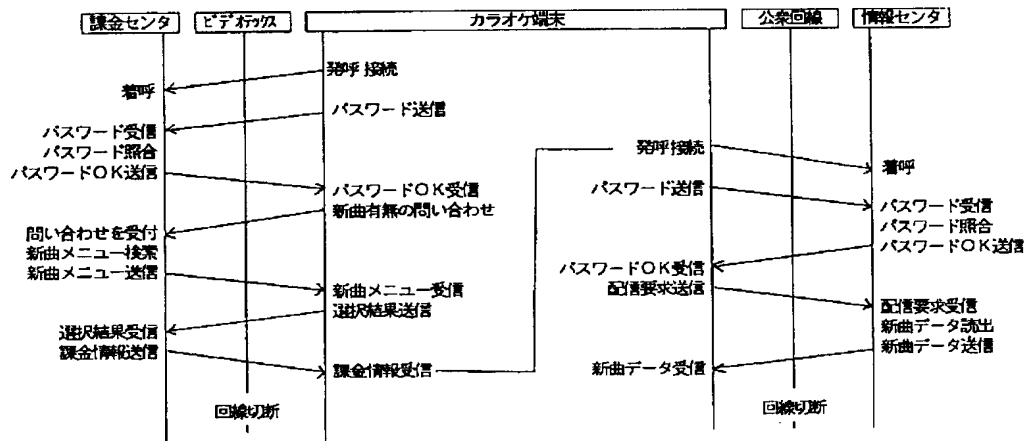 課金センタ
ビデオテックス
カラオケ端末
公衆回線
情報センタ
発呼接続
着呼
パスワード送信
パスワード受信
パスワード照合
パスワードOK送信
パスワードOK受信
新曲有無の問い合わせ
問い合わせを受付
新曲メニュー検索
新曲メニュー送信
新曲メニュー受信
選択結果送信
選択結果受信
課金情報送信
課金情報受信
回線切断
発呼接続
着呼
パスワード送信
パスワード受信
パスワード照合
パスワードOK送信
パスワードOK受信
配信要求送信
配信要求受信
新曲データ読出
新曲データ送信
新曲データ受信
回線切断